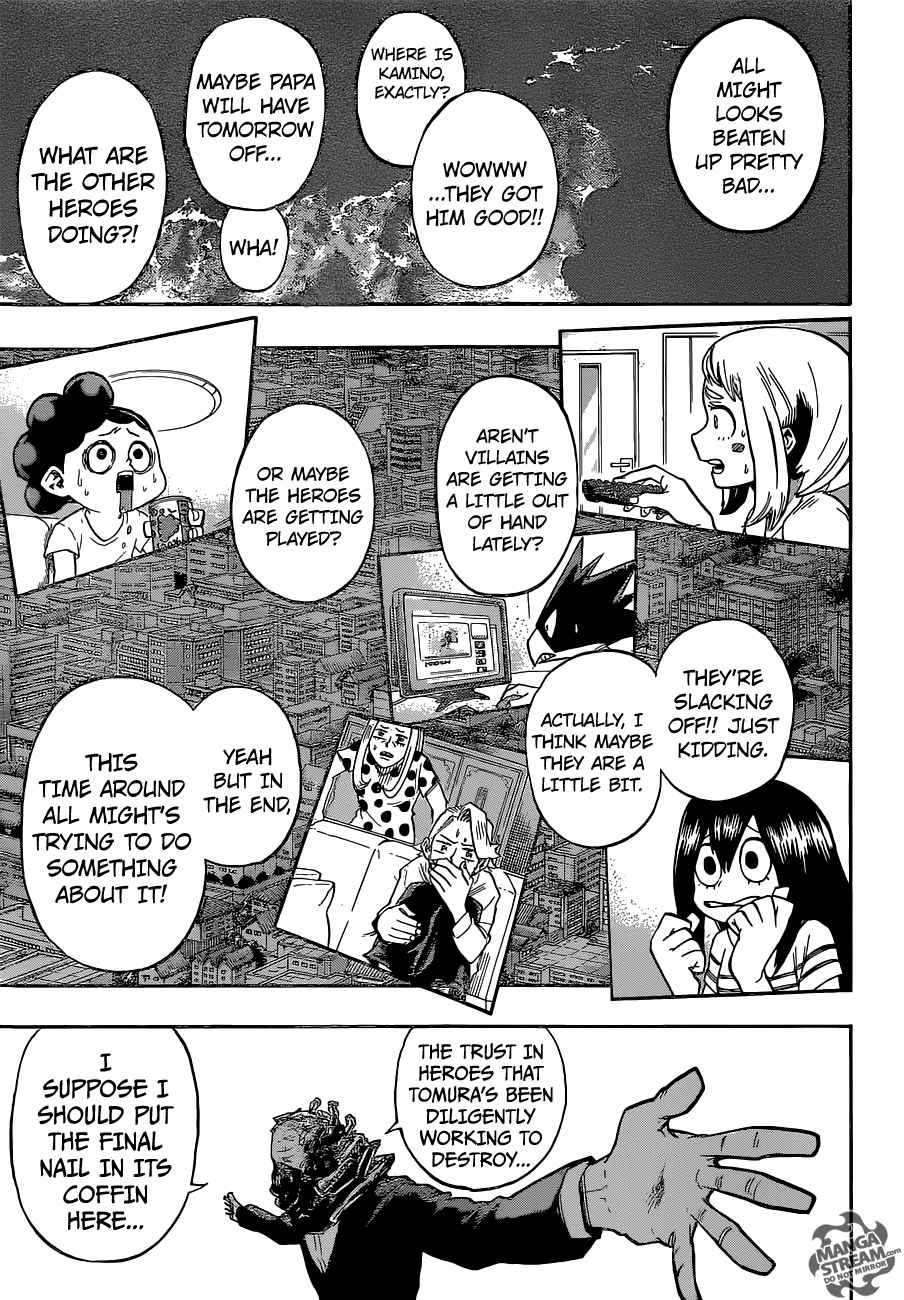 ALL
MIGHT
LOOKS
BEATEN
UP PRETTY
BAD...
WHERE IS
KAMINO,
EXACTLY?
WOWWW
...THEY GOT
HIM GOOD!!
MAYBE PAPA
WILL HAVE
TOMORROW
OFF...
WHA!
WHAT ARE
THE OTHER
HEROES
DOING?!
AREN'T
VILLAINS
ARE GETTING
A LITTLE OUT
OF HAND
LATELY?
OR MAYBE
THE HEROES
ARE GETTING
PLAYED?
THEY'RE
SLACKING
OFF!! JUST
KIDDING.
ACTUALLY, I
THINK MAYBE
THEY ARE A
LITTLE BIT.
YEAH
BUT IN
THE END,
THIS
TIME AROUND
ALL MIGHT'S
TRYING TO DO
SOMETHING
ABOUT IT!
THE TRUST IN
HEROES THAT
TOMURA'S BEEN
DILIGENTLY
WORKING TO
DESTROY...
I
SUPPOSE I
SHOULD PUT
THE FINAL
NAIL IN ITS
COFFIN
HERE...
MANGA
STREAM.com
DO NOT MIRROR